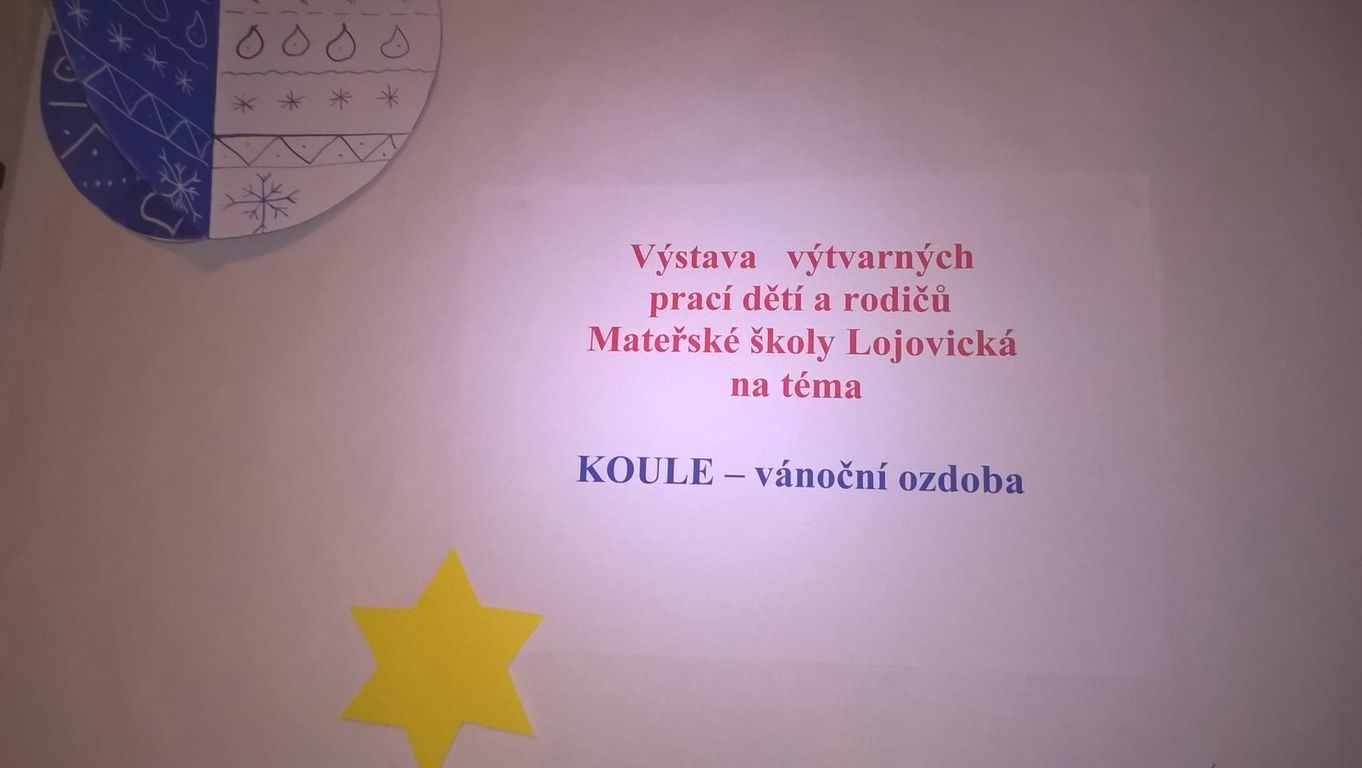 Výstava výtvarných
prací dětí a rodičů
Mateřské školy Lojovická
na téma
KOULE – vánoční ozdoba